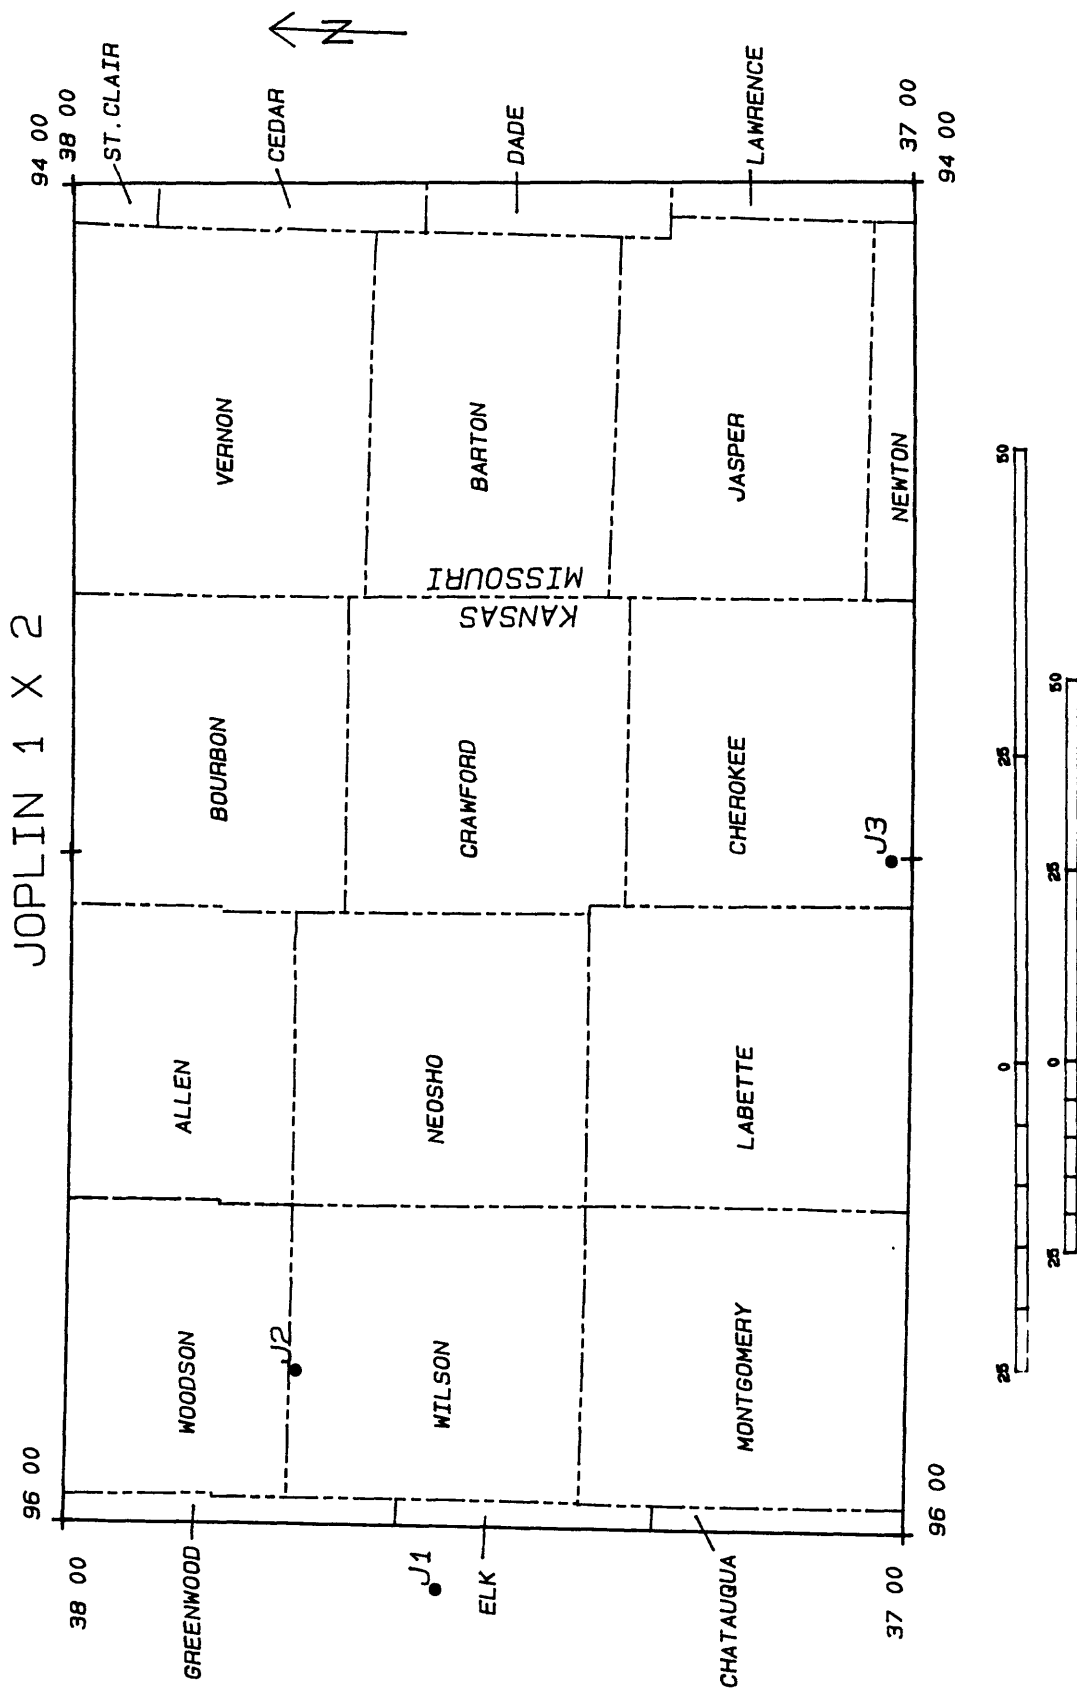 JOPLIN 1 X 2
96 00
94 00
38 00
38 00
GREENWOOD
WOODSON
ALLEN
BOURBON
VERNON
ST. CLAIR
CEDAR
N
J2
J1
ELK
WILSON
NEOSHO
CRAWFORD
KANSAS
MISSOURI
BARTON
DADE
CHATAUQUA
MONTGOMERY
LABETTE
CHEROKEE
JASPER
LAWRENCE
J3
NEWTON
37 00
37 00
96 00
94 00
25 0 25 50
25 0 25 50